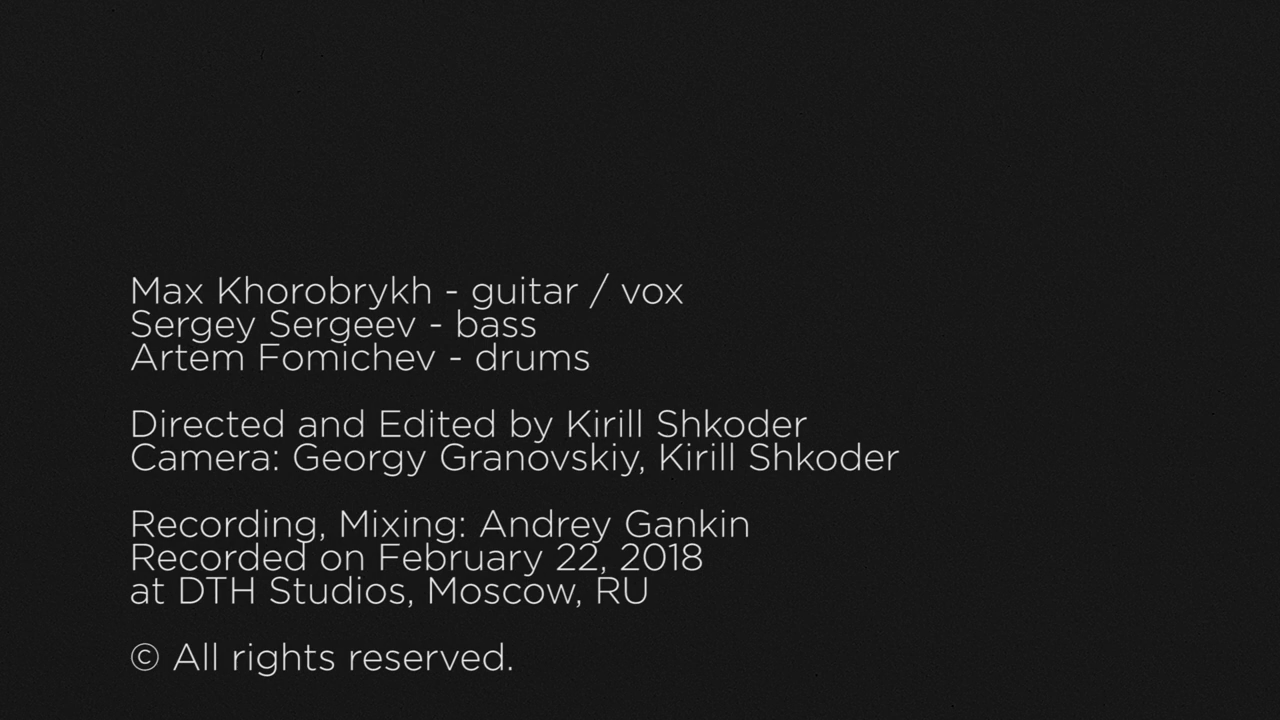 Max Khorobrykh - guitar / vox
Sergey Sergeev - bass
Artem Fomichev - drums
Directed and Edited by Kirill Shkoder
Camera: Georgy Granovskiy, Kirill Shkoder
Recording, Mixing: Andrey Gankin
Recorded on February 22, 2018
at DTH Studios, Moscow, RU
© All rights reserved.